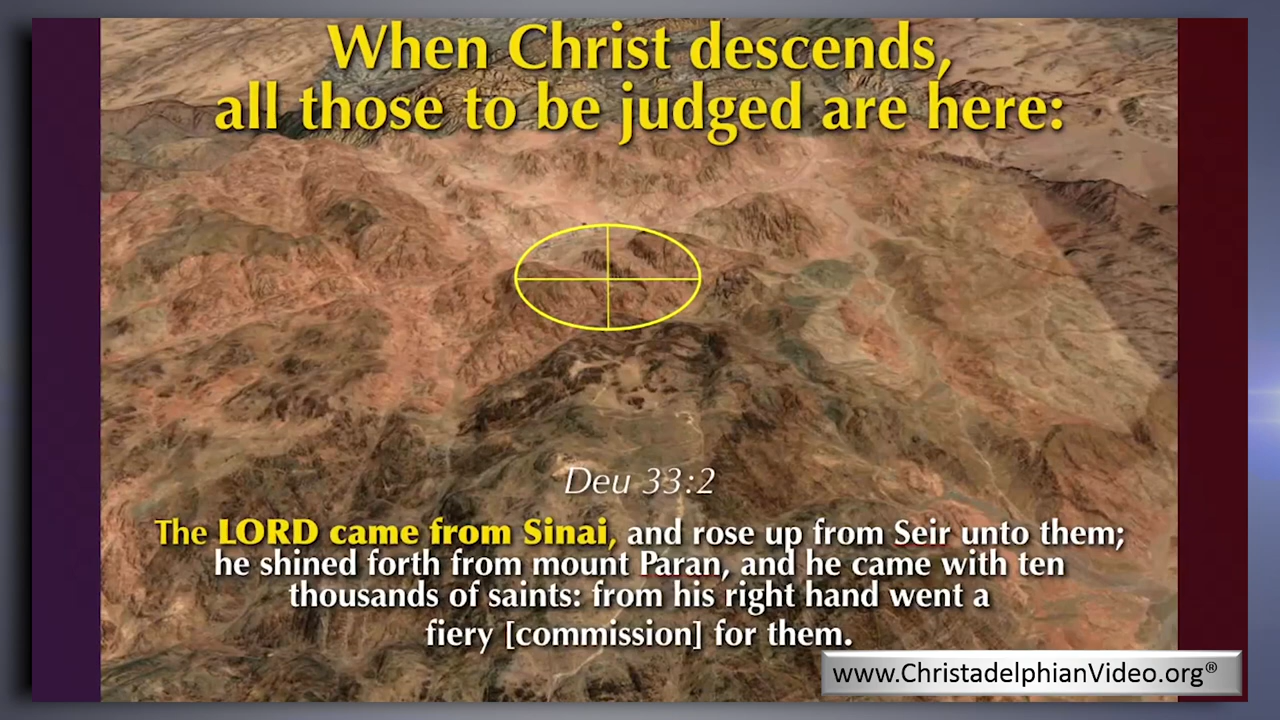 When Christ descends,
all those to be judged are here:
Deu 33:2
The LORD came from Sinai, and rose up from Seir unto them;
he shined forth from mount Paran, and he came with ten
thousands of saints: from his right hand went a
fiery [commission] for them.
www.ChristadelphianVideo.org®